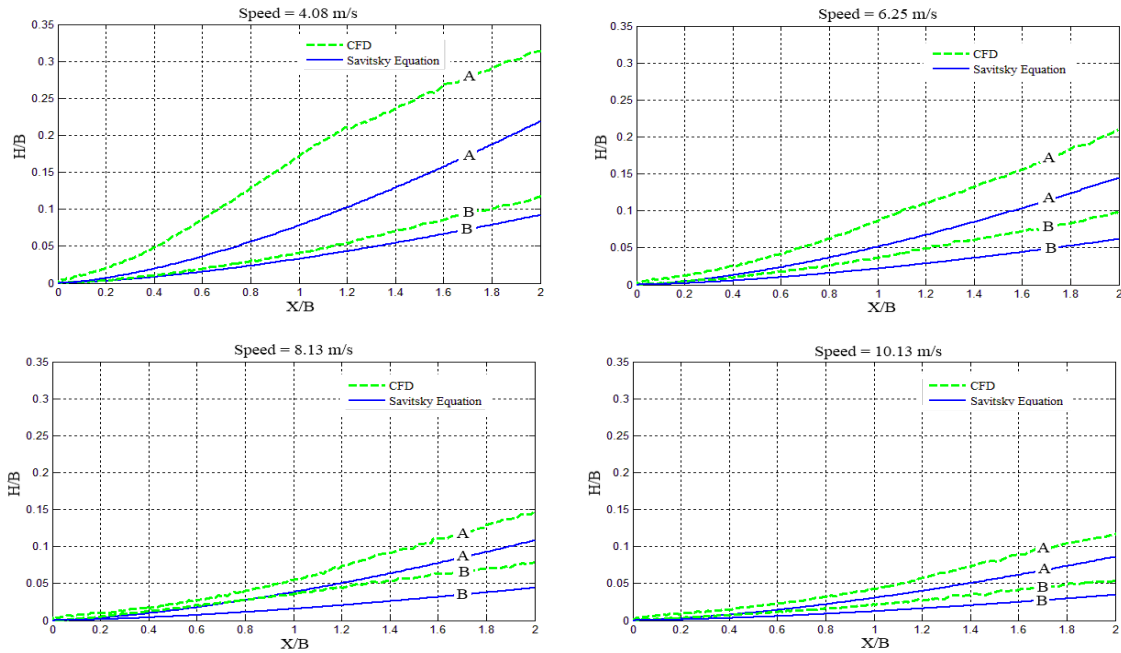 Speed = 4.08 m/s
0.35
0.3
0.25
0.2
0.15
0.1
0.05
0
H/B
CFD
Savitsky Equation
A
A
B
B
0 0.2 0.4 0.6 0.8 1 1.2 1.4 1.6 1.8 2
X/B
Speed = 6.25 m/s
0.35
0.3
0.25
0.2
0.15
0.1
0.05
0
H/B
CFD
Savitsky Equation
A
A
B
B
0 0.2 0.4 0.6 0.8 1 1.2 1.4 1.6 1.8 2
X/B
Speed = 8.13 m/s
0.35
0.3
0.25
0.2
0.15
0.1
0.05
0
H/B
CFD
Savitsky Equation
A
A
B
B
0 0.2 0.4 0.6 0.8 1 1.2 1.4 1.6 1.8 2
X/B
Speed = 10.13 m/s
0.35
0.3
0.25
0.2
0.15
0.1
0.05
0
H/B
CFD
Savitsky Equation
A
A
B
B
0 0.2 0.4 0.6 0.8 1 1.2 1.4 1.6 1.8 2
X/B